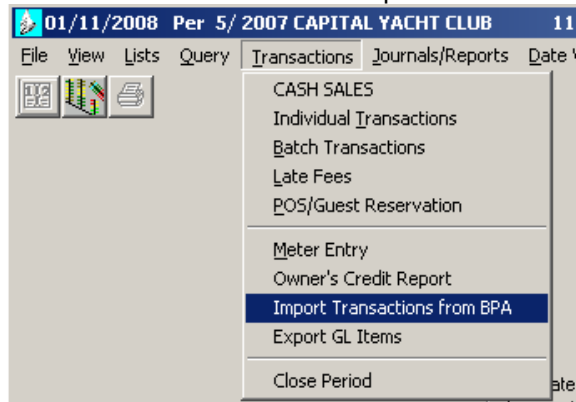 01/11/2008 Per 5/ 2007 CAPITAL YACHT CLUB 11
File View Lists Query Transactions Journals/Reports Date
CASH SALES
Individual Transactions
Batch Transactions
Late Fees
POS/Guest Reservation
Meter Entry
Owner's Credit Report
Import Transactions from BPA
Export GL Items
Close Period
ate